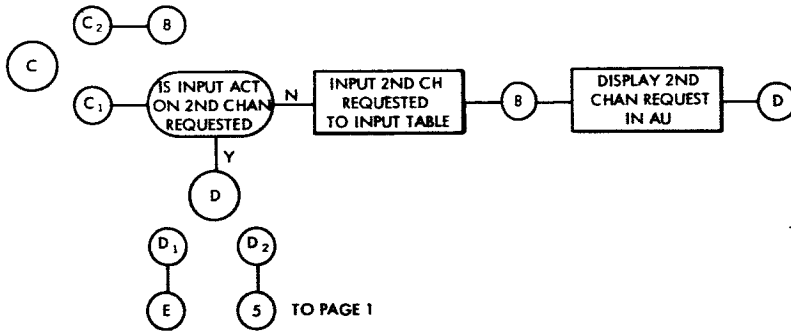 C₂ B
C
C₁
IS INPUT ACT
ON 2ND CHAN
REQUESTED
N
INPUT 2ND CH
REQUESTED
TO INPUT TABLE
B
DISPLAY 2ND
CHAN REQUEST
IN AU
D
Y
D
D₁ D₂
E 5 TO PAGE 1